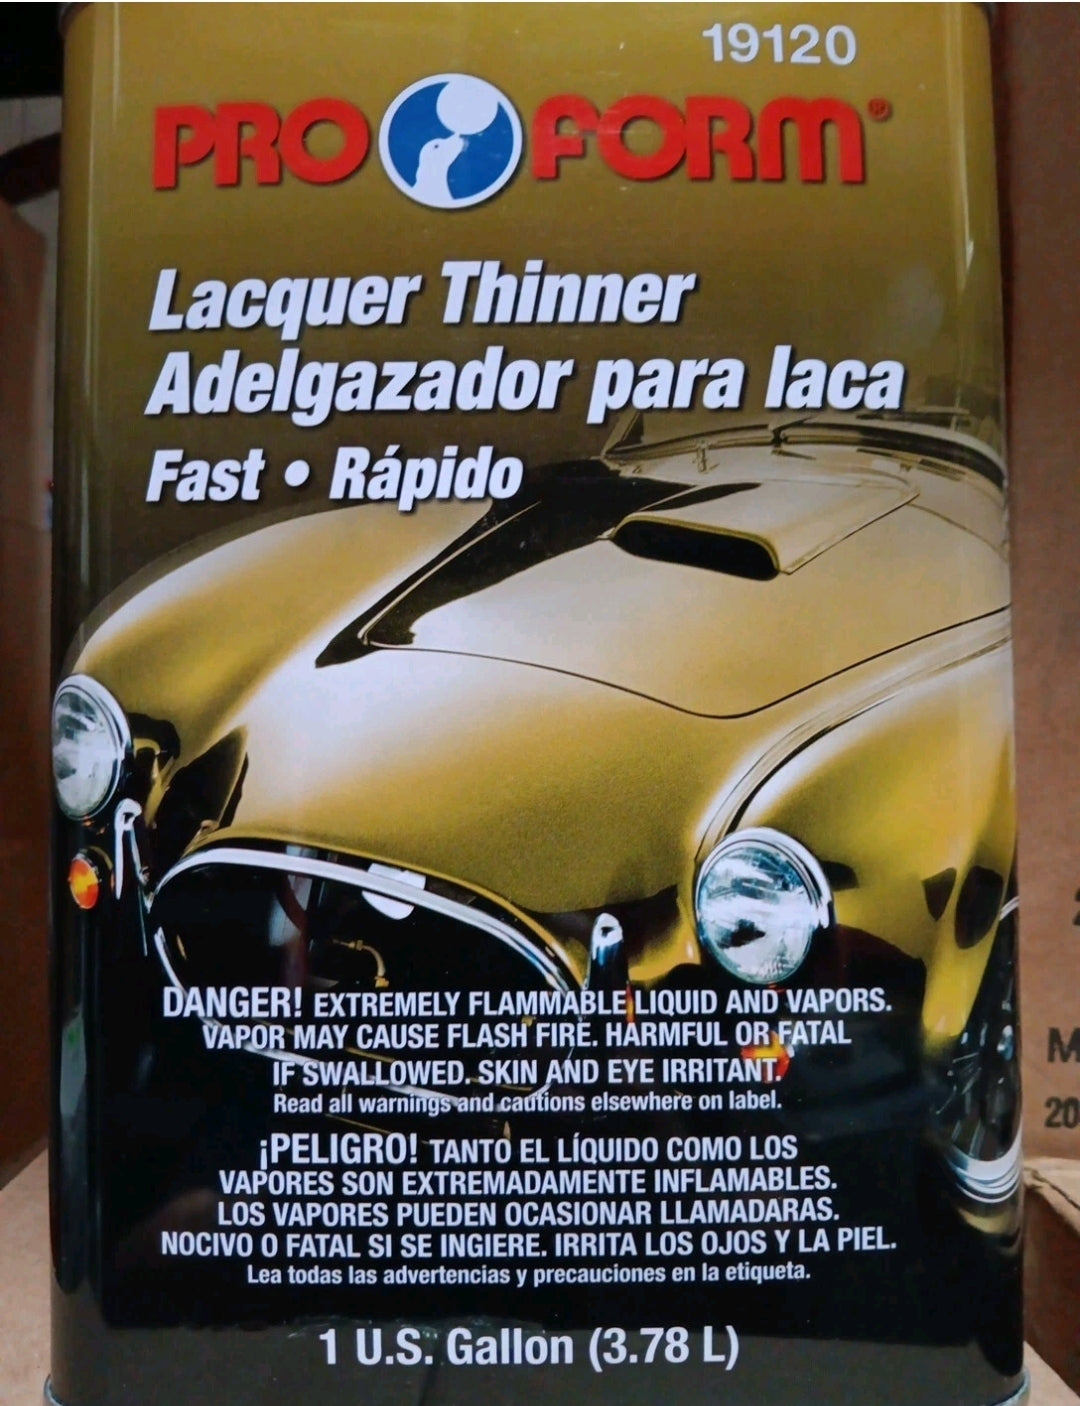 19120
PRO FORM®
Lacquer Thinner
Adelgazador para laca
Fast • Rápido
DANGER! EXTREMELY FLAMMABLE LIQUID AND VAPORS.
VAPOR MAY CAUSE FLASH FIRE. HARMFUL OR FATAL
IF SWALLOWED. SKIN AND EYE IRRITANT.
Read all warnings and cautions elsewhere on label.
¡PELIGRO! TANTO EL LÍQUIDO COMO LOS
VAPORES SON EXTREMADAMENTE INFLAMABLES.
LOS VAPORES PUEDEN OCASIONAR LLAMADARAS.
NOCIVO O FATAL SI SE INGIERE. IRRITA LOS OJOS Y LA PIEL.
Lea todas las advertencias y precauciones en la etiqueta.
1 U.S. Gallon (3.78 L)
M
20